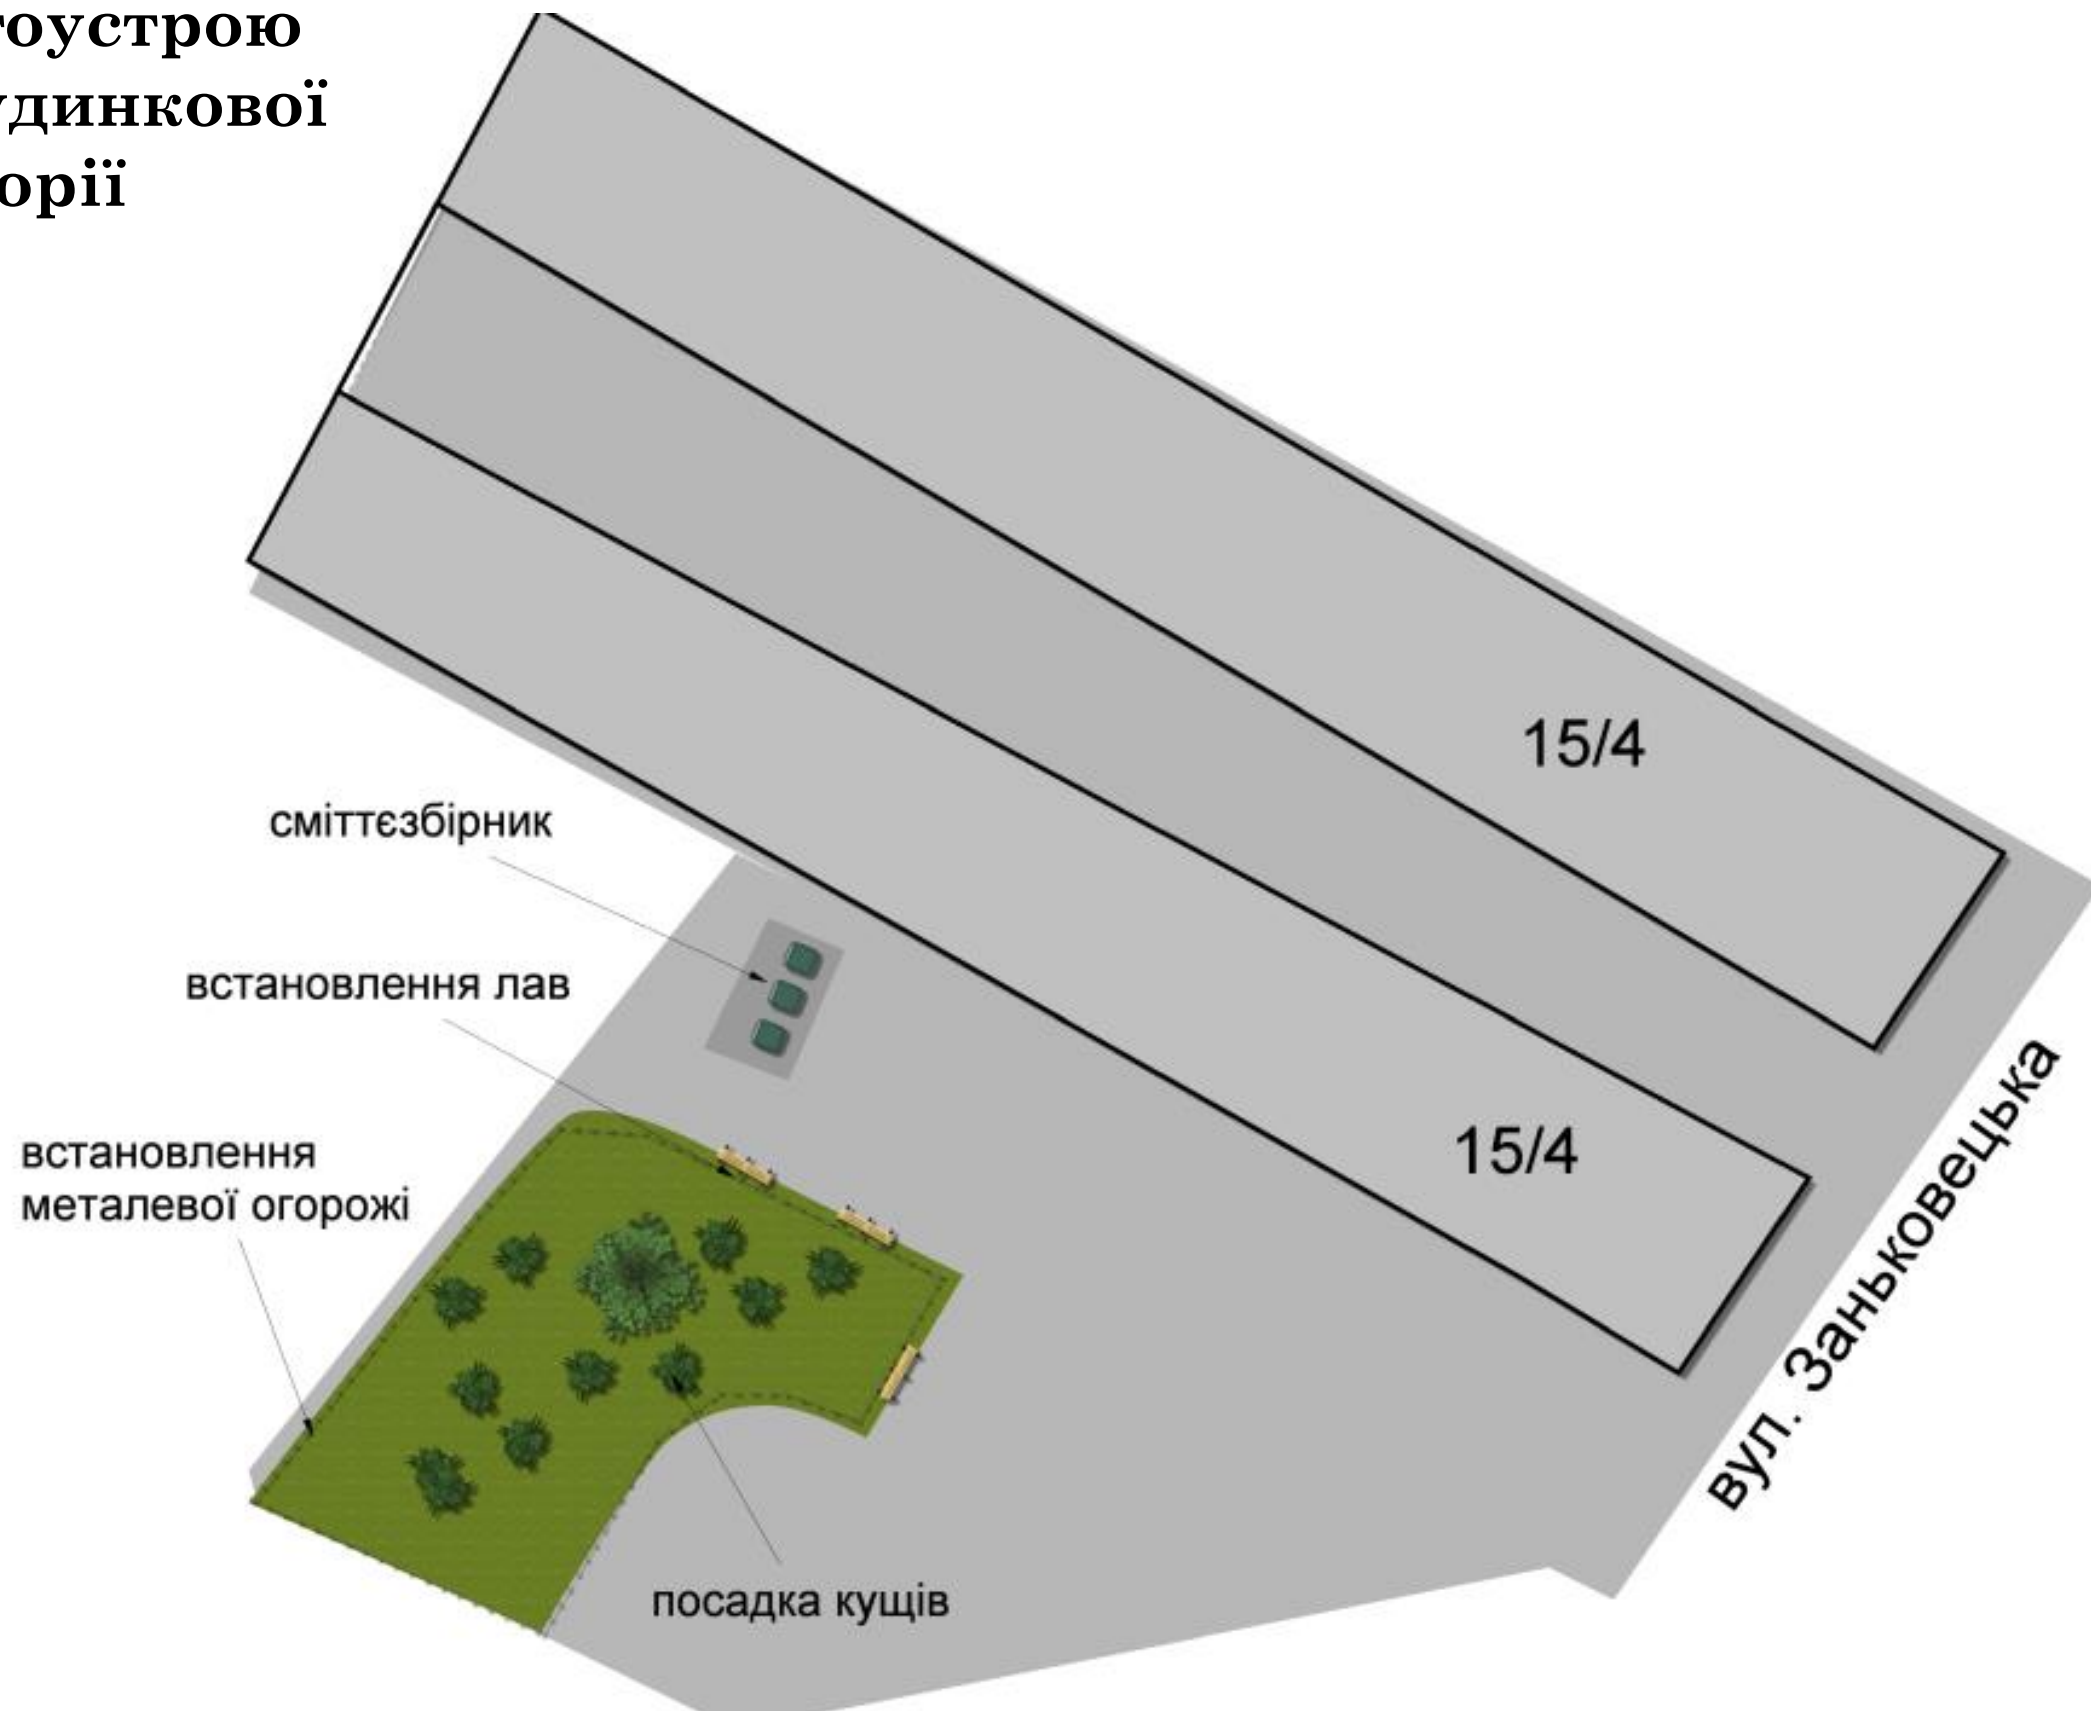 гоустрою
удинкової
орії
15/4
сміттєзбірник
встановлення лав
15/4
встановлення
металевої огорожі
вул. Заньковецька
посадка кущів